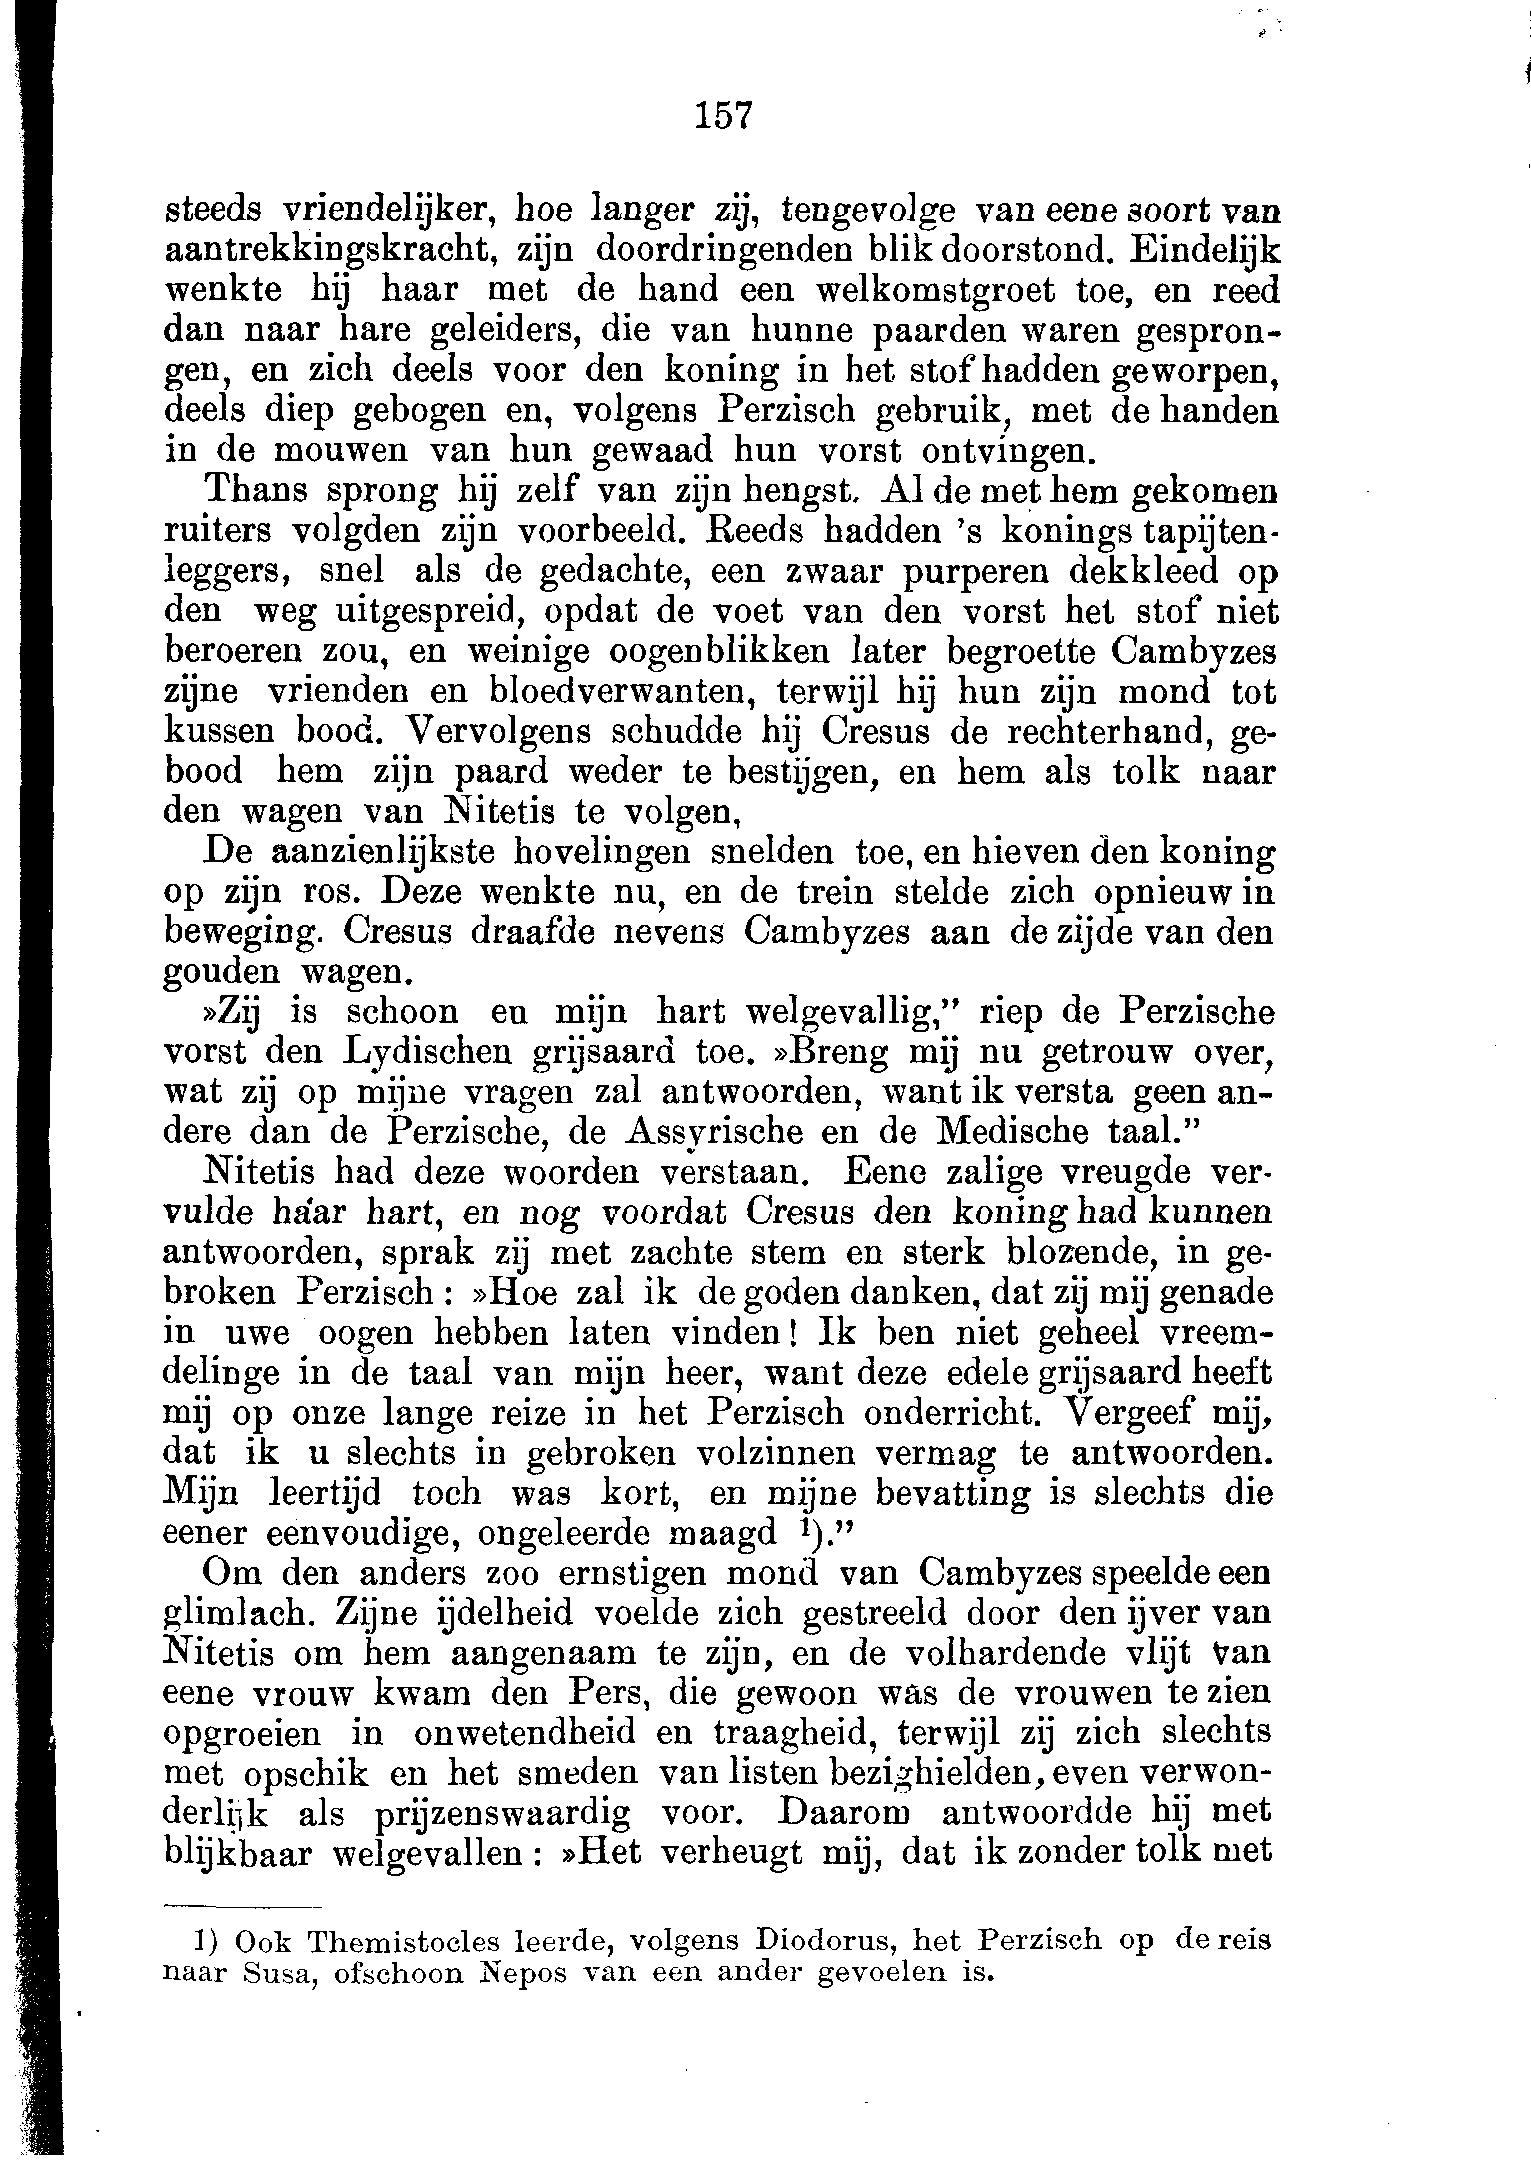 157
steeds vriendelijker, hoe langer zij, tengevolge van eene soort van
aantrekkingskracht, zijn doordringenden blik doorstond. Eindelijk
wenkte hij haar met de hand een welkomstgroet toe, en reed
dan naar hare geleiders, die van hunne paarden waren gespron-
gen, en zich deels voor den koning in het stof hadden geworpen,
deels diep gebogen en, volgens Perzisch gebruik, met de handen
in de mouwen van hun gewaad hun vorst ontvingen.
Thans sprong hij zelf van zijn hengst. Al de met hem gekomen
ruiters volgden zijn voorbeeld. Reeds hadden 's konings tapijten-
leggers, snel als de gedachte, een zwaar purperen dekkleed op
den weg uitgespreid, opdat de voet van den vorst het stof niet
beroeren zou, en weinige oogenblikken later begroette Cambyzes
zijne vrienden en bloedverwanten, terwijl hij hun zijn mond tot
kussen bood. Vervolgens schudde hij Cresus de rechterhand, ge-
bood hem zijn paard weder te bestijgen, en hem als tolk naar
den wagen van Nitetis te volgen,
De aanzienlijkste hovelingen snelden toe, en hieven den koning
op zijn ros. Deze wenkte nu, en de trein stelde zich opnieuw in
beweging. Cresus draafde nevens Cambyzes aan de zijde van den
gouden wagen.
»Zij is schoon en mijn hart welgevallig,” riep de Perzische
vorst den Lydischen grijsaard toe. »Breng mij nu getrouw over,
wat zij op mijne vragen zal antwoorden, want ik versta geen an-
dere dan de Perzische, de Assyrische en de Medische taal.”
Nitetis had deze woorden verstaan. Eene zalige vreugde ver-
vulde haar hart, en nog voordat Cresus den koning had kunnen
antwoorden, sprak zij met zachte stem en sterk blozende, in ge-
broken Perzisch : »Hoe zal ik de goden danken, dat zij mij genade
in uwe oogen hebben laten vinden! Ik ben niet geheel vreem-
delinge in de taal van mijn heer, want deze edele grijsaard heeft
mij op onze lange reize in het Perzisch onderricht. Vergeef mij,
dat ik u slechts in gebroken volzinnen vermag te antwoorden.
Mijn leertijd toch was kort, en mijne bevatting is slechts die
eener eenvoudige, ongeleerde maagd ¹).”
Om den anders zoo ernstigen mond van Cambyzes speelde een
glimlach. Zijne ijdelheid voelde zich gestreeld door den ijver van
Nitetis om hem aangenaam te zijn, en de volhardende vlijt van
eene vrouw kwam den Pers, die gewoon was de vrouwen te zien
opgroeien in onwetendheid en traagheid, terwijl zij zich slechts
met opschik en het smeden van listen bezighielden, even verwon-
derlijk als prijzenswaardig voor. Daarom antwoordde hij met
blijkbaar welgevallen : »Het verheugt mij, dat ik zonder tolk met
1) Ook Themistocles leerde, volgens Diodorus, het Perzisch op de reis
naar Susa, ofschoon Nepos van een ander gevoelen is.